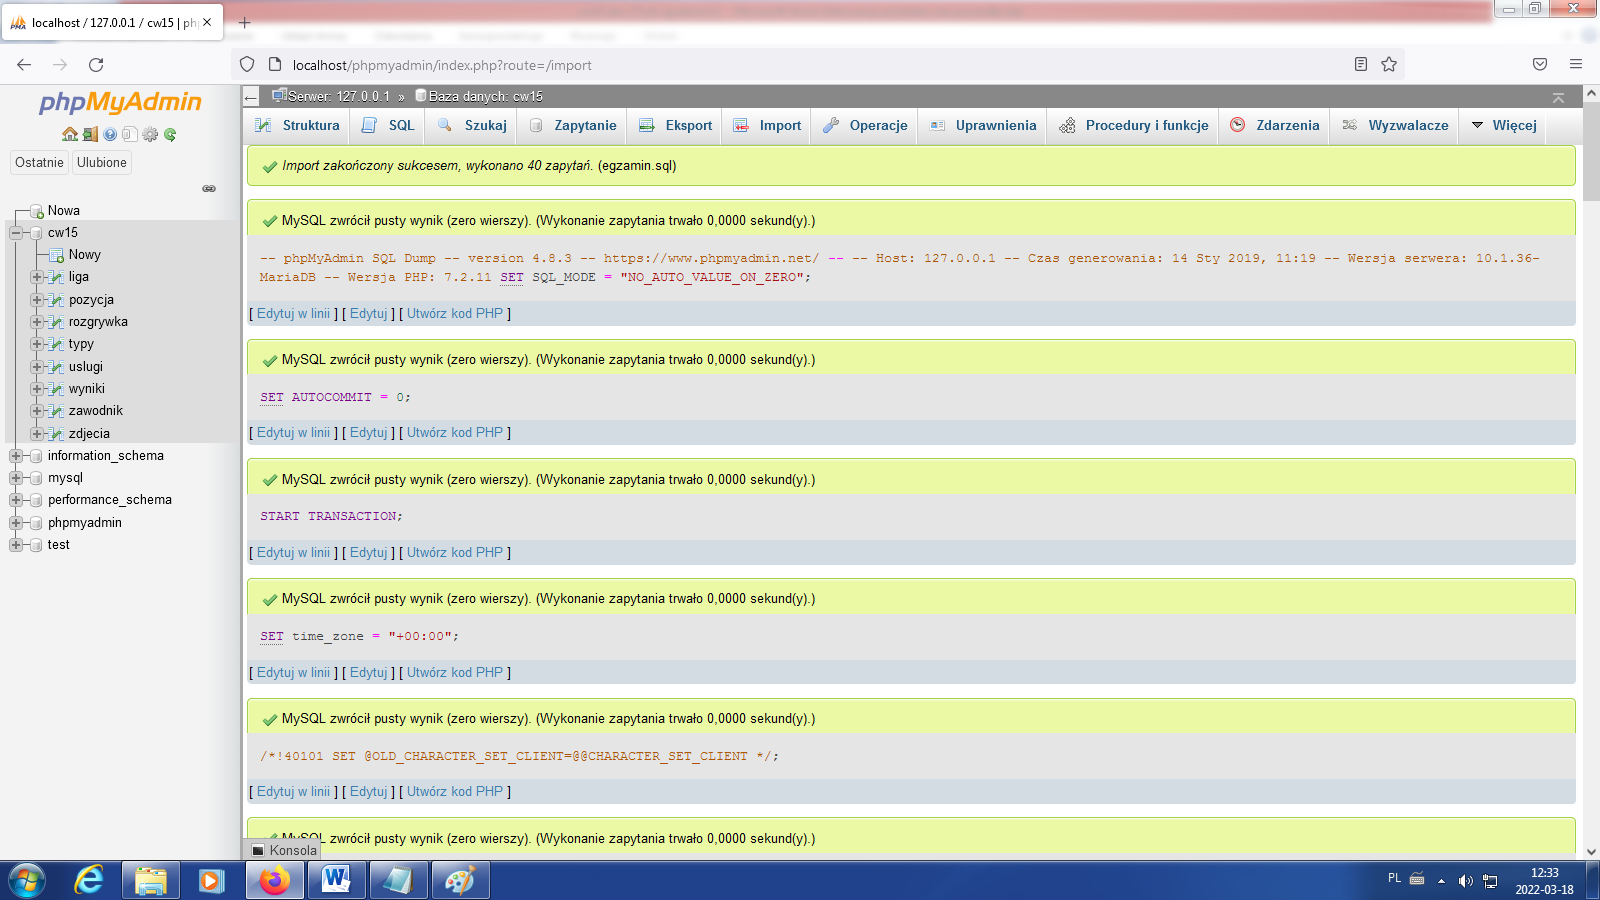 localhost / 127.0.0.1 / cw15 | ph
localhost/phpmyadmin/index.php?route=/import
phpMyAdmin
Ostatnie
Ulubione
Nowa
cw15
Nowy
liga
pozycja
rozgrywka
typy
uslugi
wyniki
zawodnik
zdjecia
information_schema
mysql
performance_schema
phpmyadmin
test
Serwer: 127.0.0.1 » Baza danych: cw15
Struktura SQL Szukaj Zapytanie Eksport Import Operacje Uprawnienia Procedury i funkcje Zdarzenia Wyzwalacze Więcej
Import zakończony sukcesem, wykonano 40 zapytań. (egzamin.sql)
MySQL zwrócił pusty wynik (zero wierszy). (Wykonanie zapytania trwało 0,0000 sekund(y).)
-- phpMyAdmin SQL Dump -- version 4.8.3 -- https://www.phpmyadmin.net/ -- -- Host: 127.0.0.1 -- Czas generowania: 14 Sty 2019, 11:19 -- Wersja serwera: 10.1.36-
MariaDB -- Wersja PHP: 7.2.11 SET SQL_MODE = "NO_AUTO_VALUE_ON_ZERO";
[ Edytuj w linii ] [ Edytuj ] [ Utwórz kod PHP ]
MySQL zwrócił pusty wynik (zero wierszy). (Wykonanie zapytania trwało 0,0000 sekund(y).)
SET AUTOCOMMIT = 0;
[ Edytuj w linii ] [ Edytuj ] [ Utwórz kod PHP ]
MySQL zwrócił pusty wynik (zero wierszy). (Wykonanie zapytania trwało 0,0000 sekund(y).)
START TRANSACTION;
[ Edytuj w linii ] [ Edytuj ] [ Utwórz kod PHP ]
MySQL zwrócił pusty wynik (zero wierszy). (Wykonanie zapytania trwało 0,0000 sekund(y).)
SET time_zone = "+00:00";
[ Edytuj w linii ] [ Edytuj ] [ Utwórz kod PHP ]
MySQL zwrócił pusty wynik (zero wierszy). (Wykonanie zapytania trwało 0,0000 sekund(y).)
/*!40101 SET @OLD_CHARACTER_SET_CLIENT=@@CHARACTER_SET_CLIENT */;
[ Edytuj w linii ] [ Edytuj ] [ Utwórz kod PHP ]
MySQL zwrócił pusty wynik (zero wierszy). (Wykonanie zapytania trwało 0,0000 sekund(y).)
Konsola
PL
12:33
2022-03-18